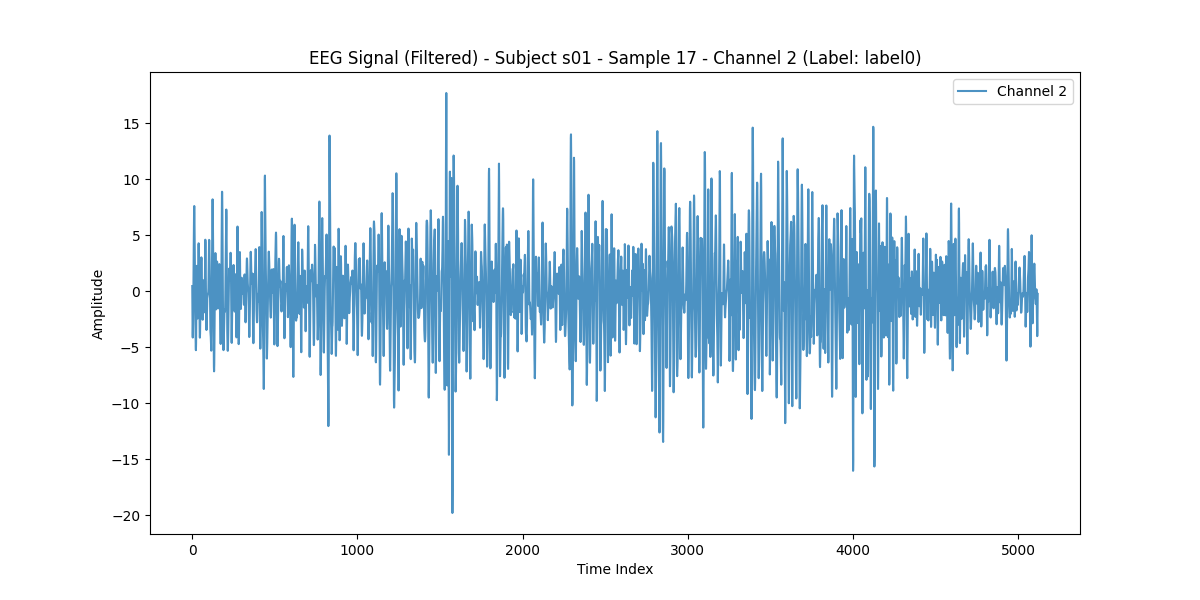 EEG Signal (Filtered) - Subject s01 - Sample 17 - Channel 2 (Label: label0)
Channel 2
15
10
5
0
−5
−10
−15
−20
Amplitude
0 1000 2000 3000 4000 5000
Time Index